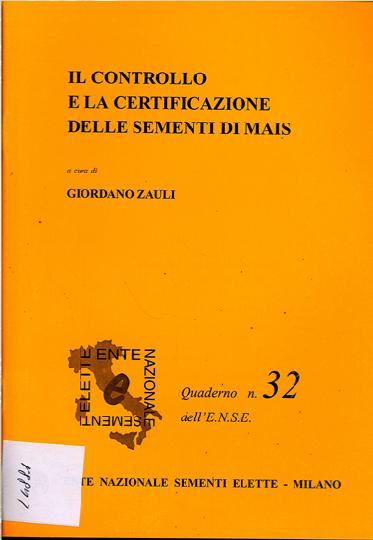 IL CONTROLLO
E LA CERTIFICAZIONE
DELLE SEMENTI DI MAIS
a cura di
GIORDANO ZAULI
ENTE
NAZIONALE
SEMENTI
ELETTE
e
Quaderno n. 32
dell'E.N.S.E.
NTE NAZIONALE SEMENTI ELETTE - MILANO